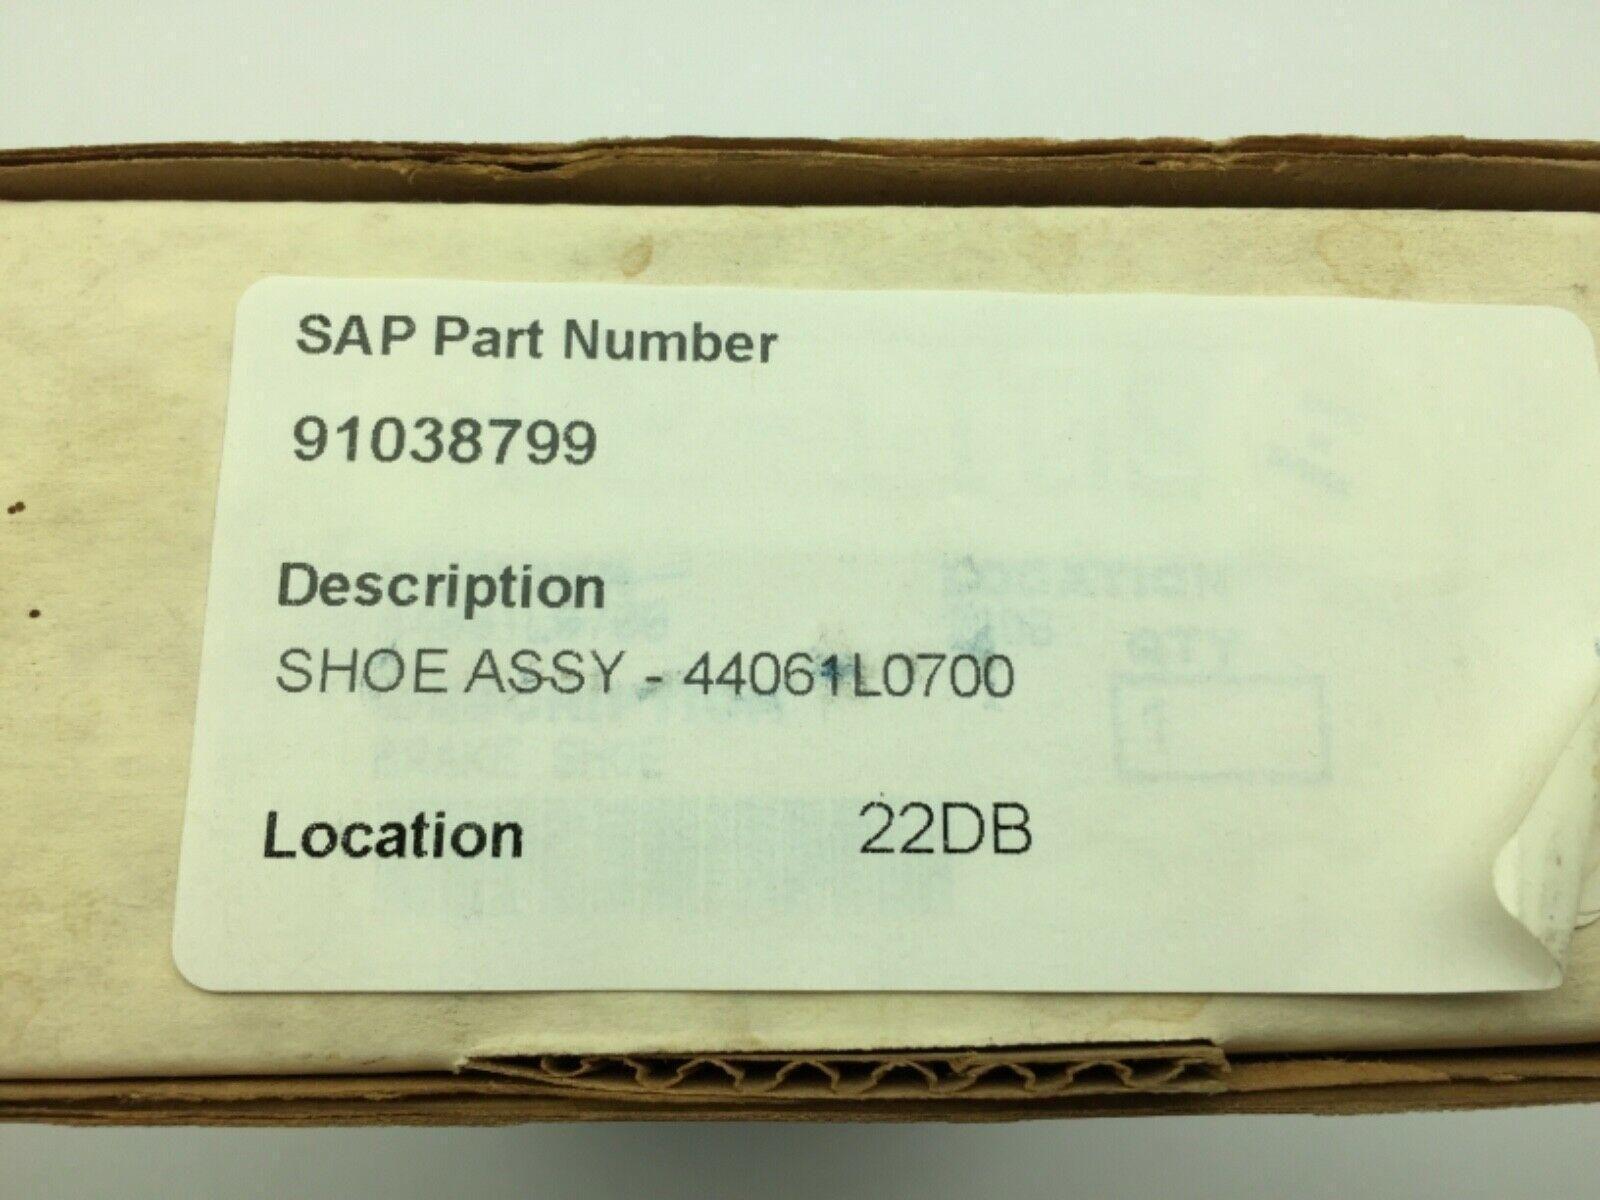 SAP Part Number
91038799
Description
SHOE ASSY - 44061L0700
Location 22DB